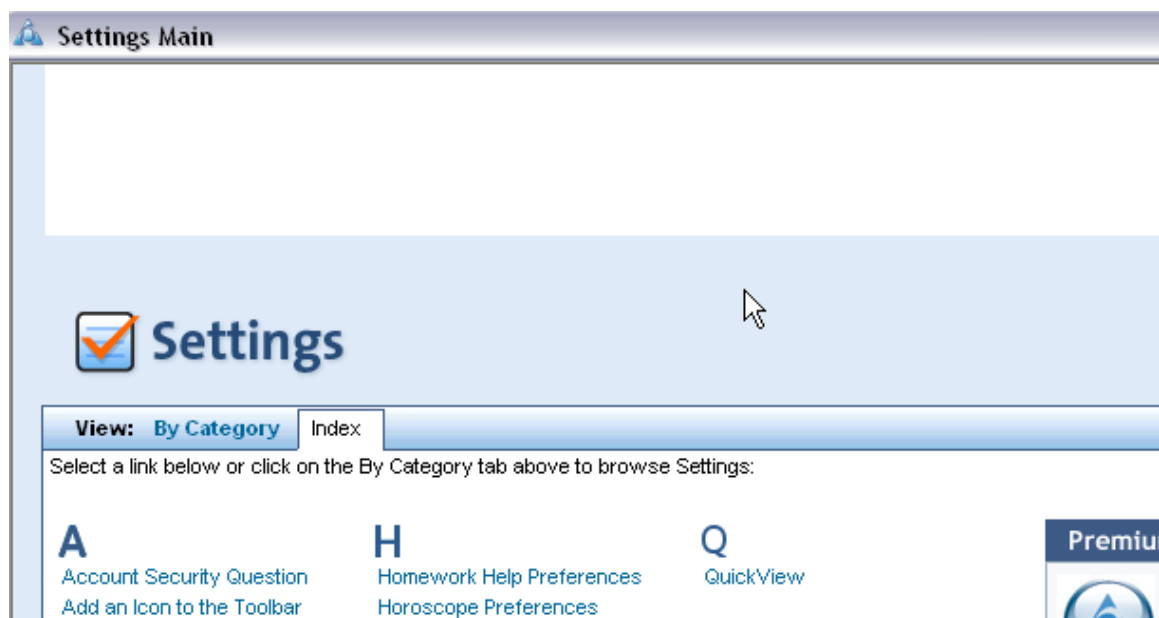 Settings Main
Settings
View: By Category Index
Select a link below or click on the By Category tab above to browse Settings:
A
Account Security Question
Add an Icon to the Toolbar
H
Homework Help Preferences
Horoscope Preferences
Q
QuickView